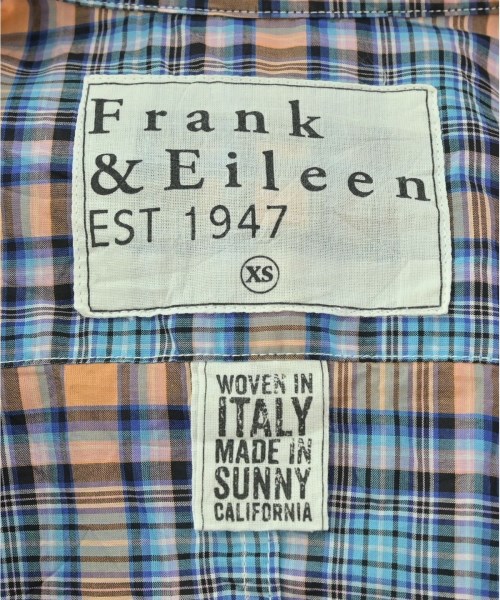 Frank
& Eileen
EST 1947
XS
WOVEN IN
ITALY
MADE IN
SUNNY
CALIFORNIA